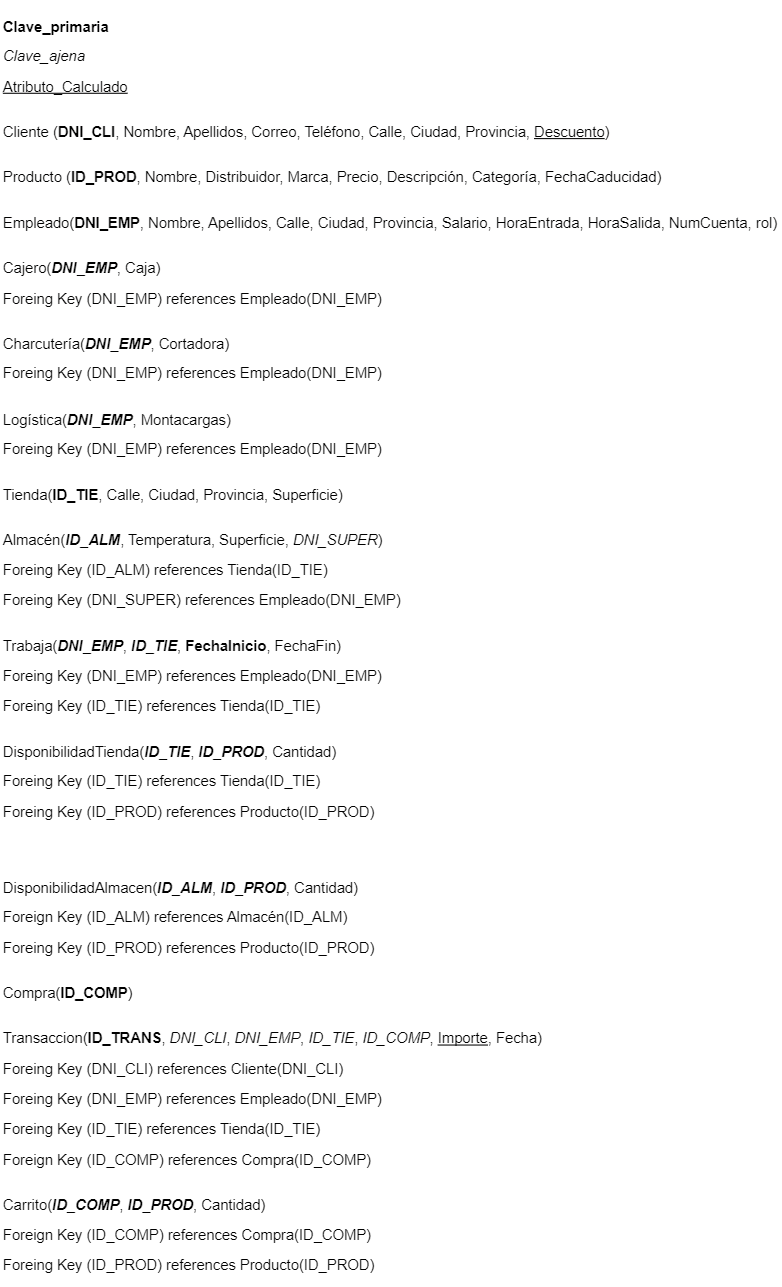 Clave_primaria
Clave_ajena
Atributo_Calculado
Cliente (DNI_CLI, Nombre, Apellidos, Correo, Teléfono, Calle, Ciudad, Provincia, Descuento)
Producto (ID_PROD, Nombre, Distribuidor, Marca, Precio, Descripción, Categoría, FechaCaducidad)
Empleado(DNI_EMP, Nombre, Apellidos, Calle, Ciudad, Provincia, Salario, HoraEntrada, HoraSalida, NumCuenta, rol)
Cajero(DNI_EMP, Caja)
Foreing Key (DNI_EMP) references Empleado(DNI_EMP)
Charcutería(DNI_EMP, Cortadora)
Foreing Key (DNI_EMP) references Empleado(DNI_EMP)
Logística(DNI_EMP, Montacargas)
Foreing Key (DNI_EMP) references Empleado(DNI_EMP)
Tienda(ID_TIE, Calle, Ciudad, Provincia, Superficie)
Almacén(ID_ALM, Temperatura, Superficie, DNI_SUPER)
Foreing Key (ID_ALM) references Tienda(ID_TIE)
Foreing Key (DNI_SUPER) references Empleado(DNI_EMP)
Trabaja(DNI_EMP, ID_TIE, FechaInicio, FechaFin)
Foreing Key (DNI_EMP) references Empleado(DNI_EMP)
Foreing Key (ID_TIE) references Tienda(ID_TIE)
DisponibilidadTienda(ID_TIE, ID_PROD, Cantidad)
Foreing Key (ID_TIE) references Tienda(ID_TIE)
Foreing Key (ID_PROD) references Producto(ID_PROD)
DisponibilidadAlmacen(ID_ALM, ID_PROD, Cantidad)
Foreign Key (ID_ALM) references Almacén(ID_ALM)
Foreing Key (ID_PROD) references Producto(ID_PROD)
Compra(ID_COMP)
Transaccion(ID_TRANS, DNI_CLI, DNI_EMP, ID_TIE, ID_COMP, Importe, Fecha)
Foreing Key (DNI_CLI) references Cliente(DNI_CLI)
Foreing Key (DNI_EMP) references Empleado(DNI_EMP)
Foreing Key (ID_TIE) references Tienda(ID_TIE)
Foreign Key (ID_COMP) references Compra(ID_COMP)
Carrito(ID_COMP, ID_PROD, Cantidad)
Foreign Key (ID_COMP) references Compra(ID_COMP)
Foreing Key (ID_PROD) references Producto(ID_PROD)